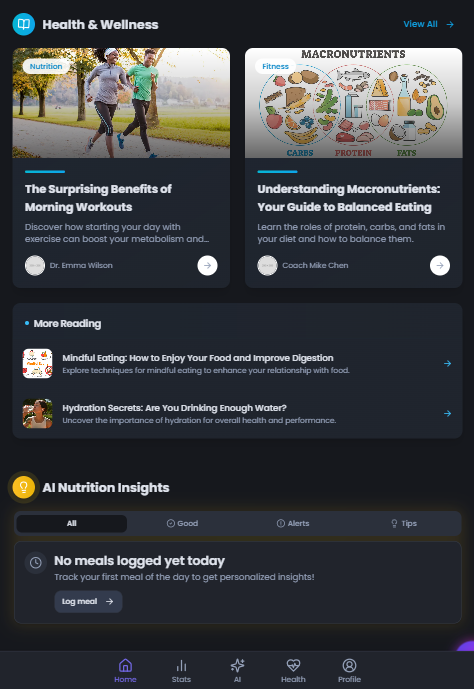 Health & Wellness
View All
Nutrition
The Surprising Benefits of
Morning Workouts
Discover how starting your day with
exercise can boost your metabolism and...
Dr. Emma Wilson
MACRONUTRIENTS
Fitness
CARBS PROTEIN FATS
Understanding Macronutrients:
Your Guide to Balanced Eating
Learn the roles of protein, carbs, and fats in
your diet and how to balance them.
Coach Mike Chen
More Reading
Mindful Eating: How to Enjoy Your Food and Improve Digestion
Explore techniques for mindful eating to enhance your relationship with food.
Hydration Secrets: Are You Drinking Enough Water?
Uncover the importance of hydration for overall health and performance.
AI Nutrition Insights
All Good Alerts Tips
No meals logged yet today
Track your first meal of the day to get personalized insights!
Log meal
Home Stats AI Health Profile